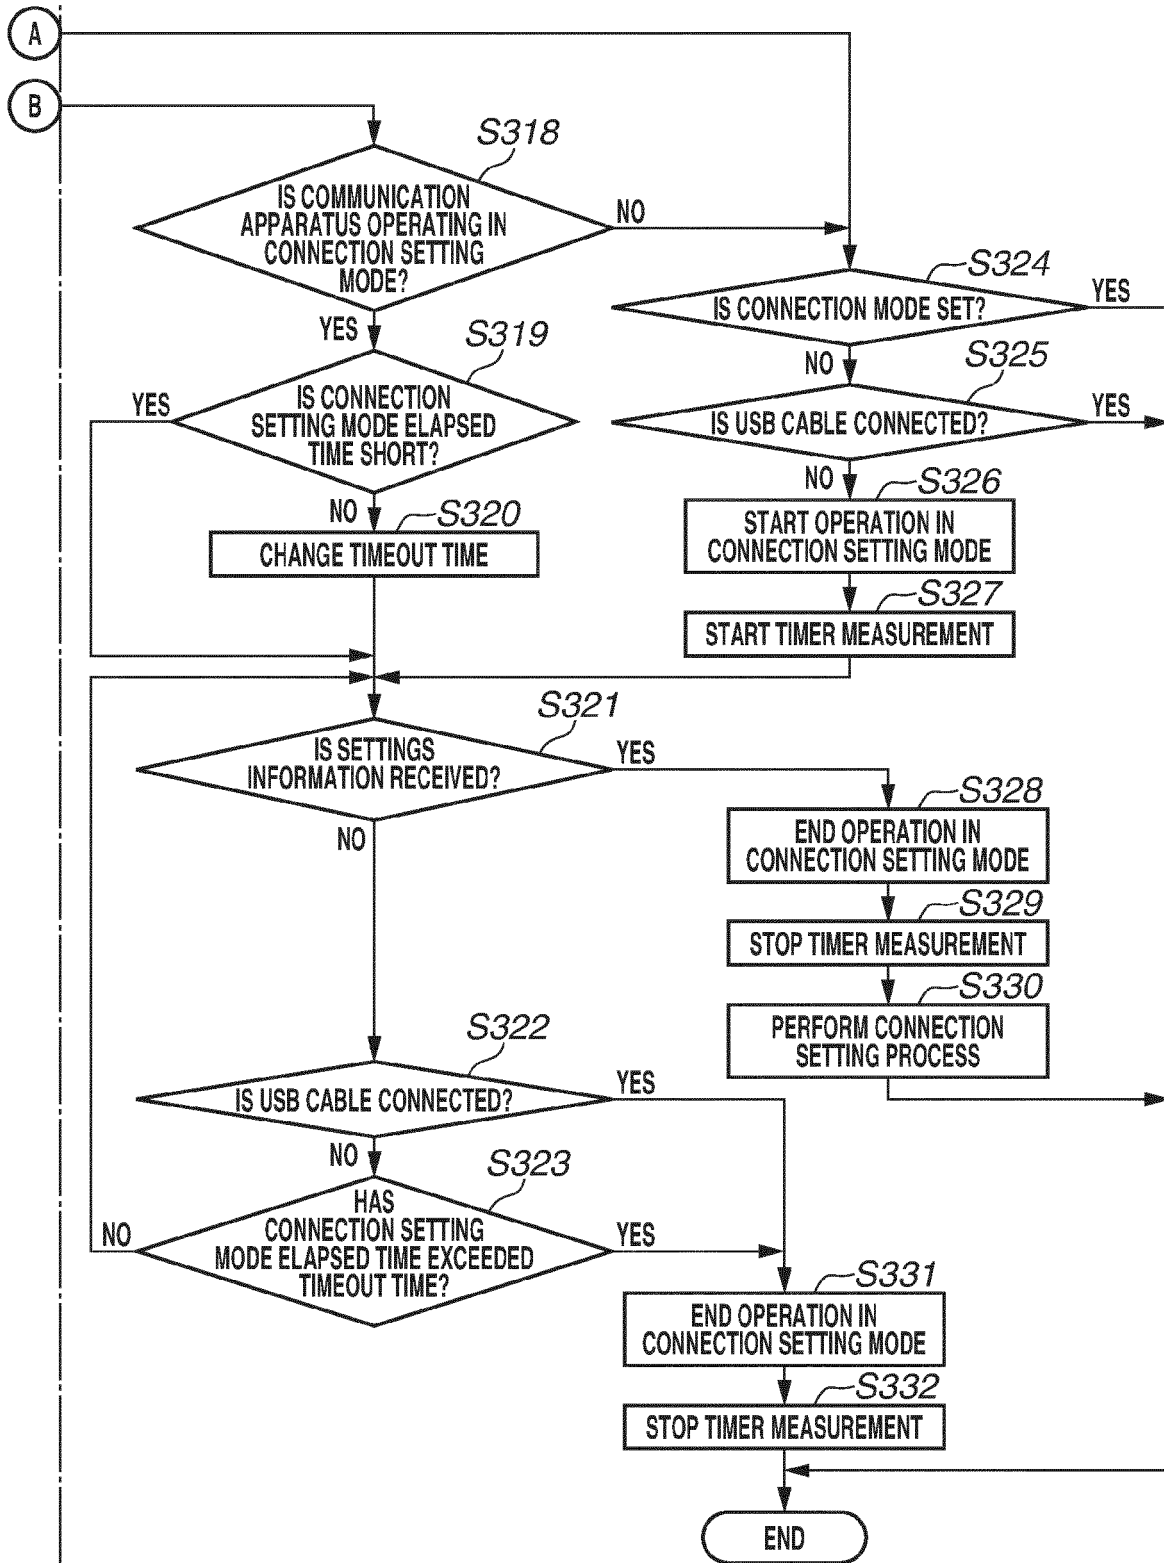 A
B
S318
IS COMMUNICATION
APPARATUS OPERATING IN
CONNECTION SETTING
MODE?
NO
YES
S324
IS CONNECTION MODE SET?
YES
NO
S319
IS CONNECTION
SETTING MODE ELAPSED
TIME SHORT?
YES
NO
S325
IS USB CABLE CONNECTED?
YES
NO
S320
CHANGE TIMEOUT TIME
S326
START OPERATION IN
CONNECTION SETTING MODE
S327
START TIMER MEASUREMENT
S321
IS SETTINGS
INFORMATION RECEIVED?
YES
NO
S328
END OPERATION IN
CONNECTION SETTING MODE
S329
STOP TIMER MEASUREMENT
S330
PERFORM CONNECTION
SETTING PROCESS
S322
IS USB CABLE CONNECTED?
YES
NO
S323
HAS
CONNECTION SETTING
MODE ELAPSED TIME EXCEEDED
TIMEOUT TIME?
NO
YES
S331
END OPERATION IN
CONNECTION SETTING MODE
S332
STOP TIMER MEASUREMENT
END